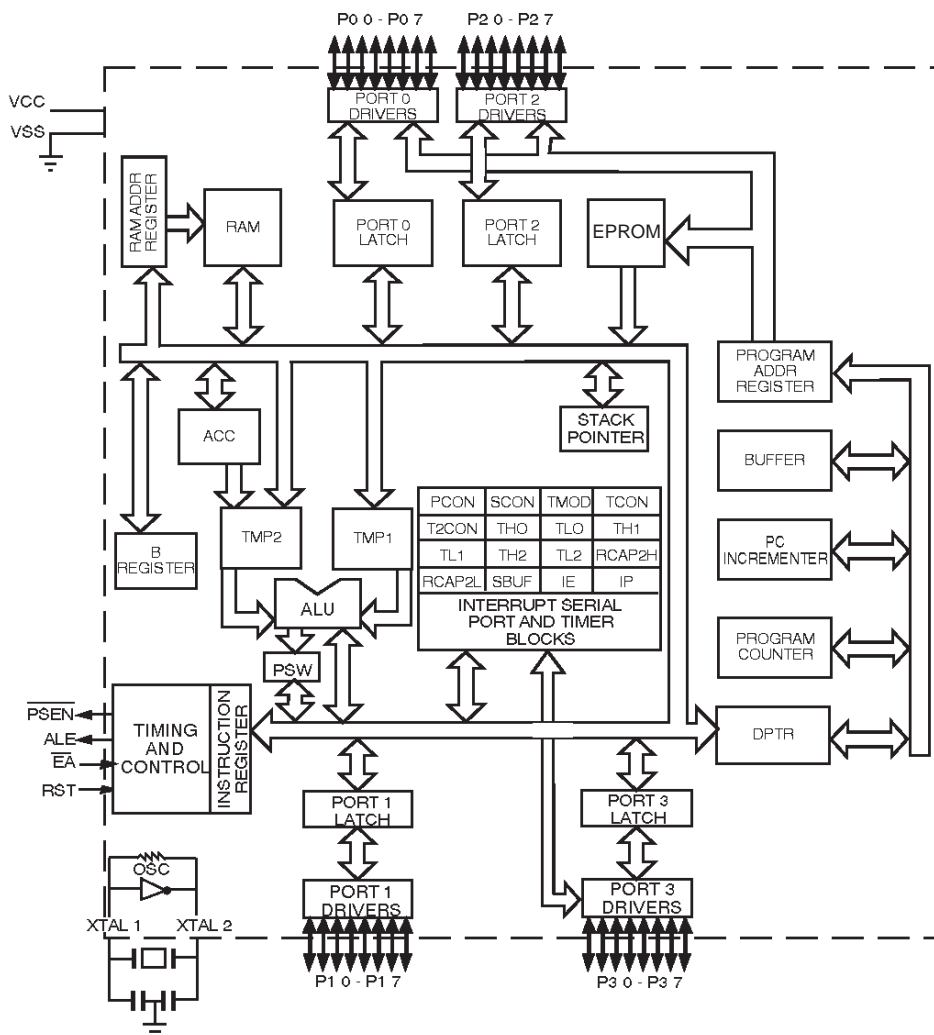 P0 0 - P0 7
P2 0 - P2 7
VCC
VSS
PORT 0
DRIVERS
PORT 2
DRIVERS
RAM ADDR
REGISTER
RAM
PORT 0
LATCH
PORT 2
LATCH
EPROM
PROGRAM
ADDR
REGISTER
ACC
STACK
POINTER
BUFFER
B
REGISTER
TMP2
TMP1
PCON SCON TMOD TCON
T2CON THO TLO TH1
TL1 TH2 TL2 RCAP2H
RCAP2L SBUF IE IP
INTERRUPT SERIAL
PORT AND TIMER
BLOCKS
PC
INCREMENTER
ALU
PSW
PROGRAM
COUNTER
PSEN
ALE
EA
RST
TIMING
AND
CONTROL
INSTRUCTION
REGISTER
DPTR
PORT 1
LATCH
PORT 3
LATCH
OSC
XTAL 1
XTAL 2
PORT 1
DRIVERS
PORT 3
DRIVERS
P1 0 - P1 7
P3 0 - P3 7